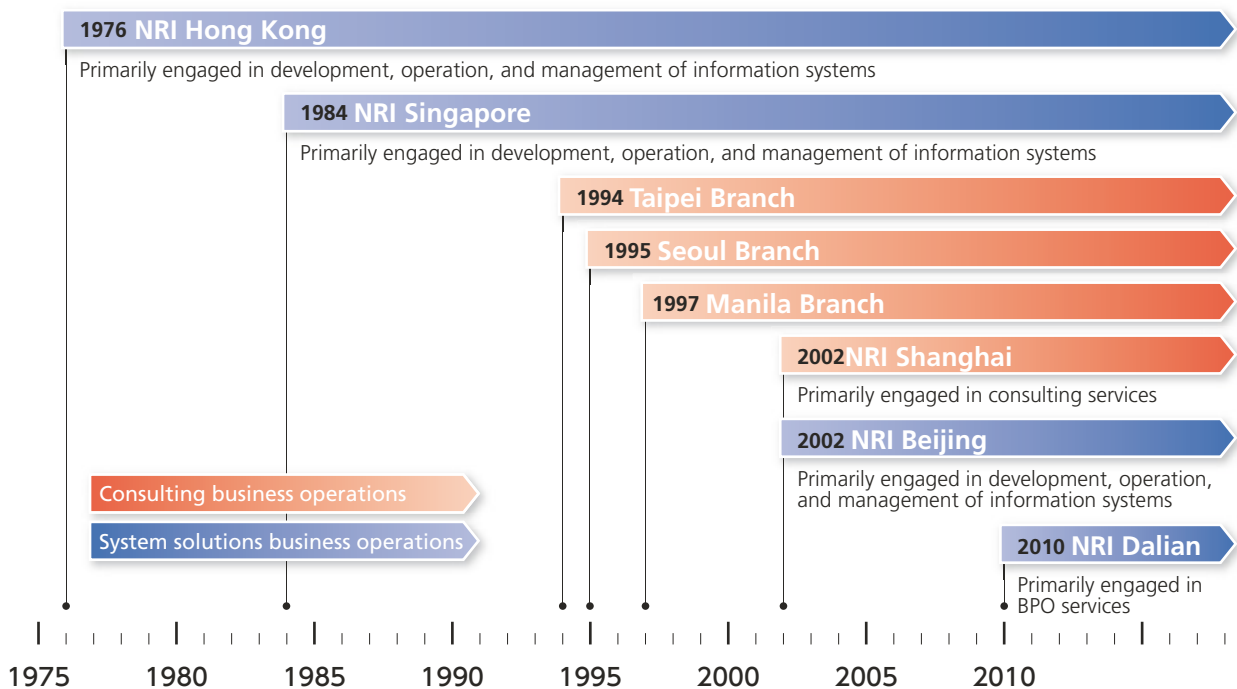 1976 NRI Hong Kong
Primarily engaged in development, operation, and management of information systems
1984 NRI Singapore
Primarily engaged in development, operation, and management of information systems
1994 Taipei Branch
1995 Seoul Branch
1997 Manila Branch
2002NRI Shanghai
Primarily engaged in consulting services
2002 NRI Beijing
Primarily engaged in development, operation,
and management of information systems
Consulting business operations
System solutions business operations
2010 NRI Dalian
Primarily engaged in
BPO services
1975 1980 1985 1990 1995 2000 2005 2010